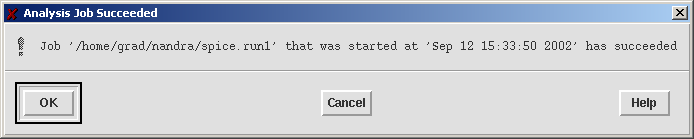 Analysis Job Succeeded
Job '/home/grad/nandra/spice.run1' that was started at 'Sep 12 15:33:50 2002' has succeeded
OK Cancel Help